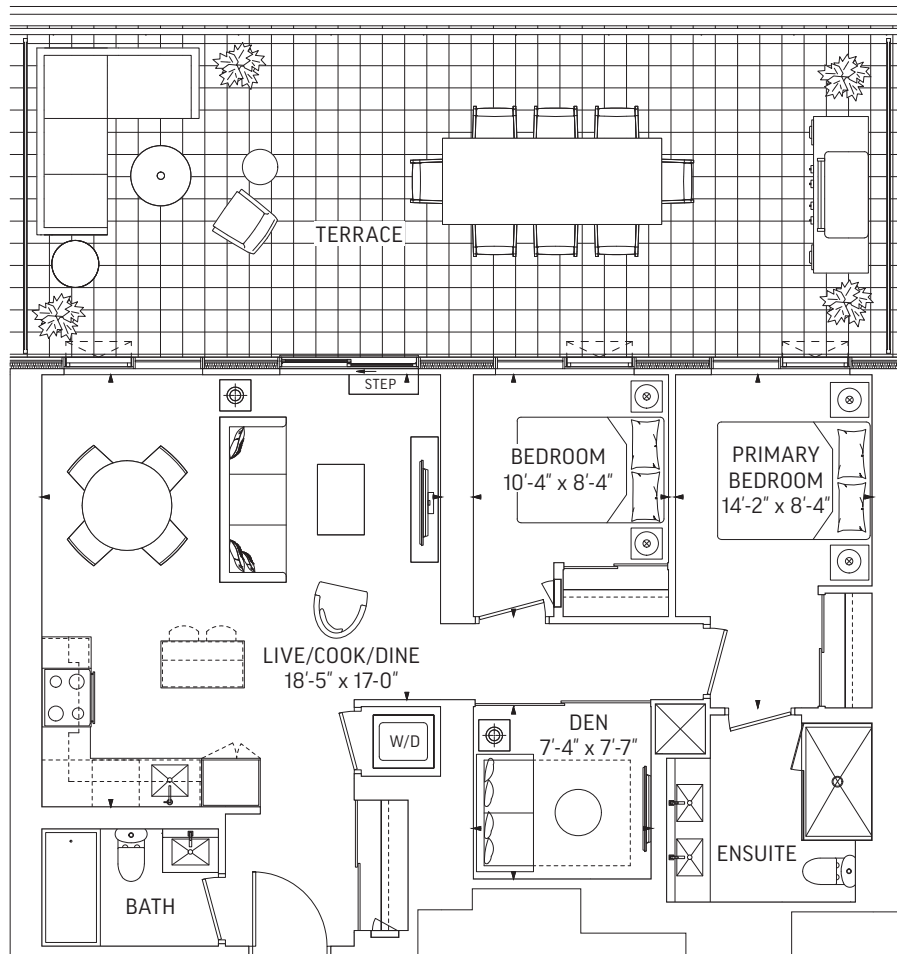 TERRACE
STEP
BEDROOM
10'-4" x 8'-4"
PRIMARY
BEDROOM
14'-2" x 8'-4"
LIVE/COOK/DINE
18'-5" x 17-0"
W/D
DEN
7'-4" x 7'-7"
ENSUITE
BATH